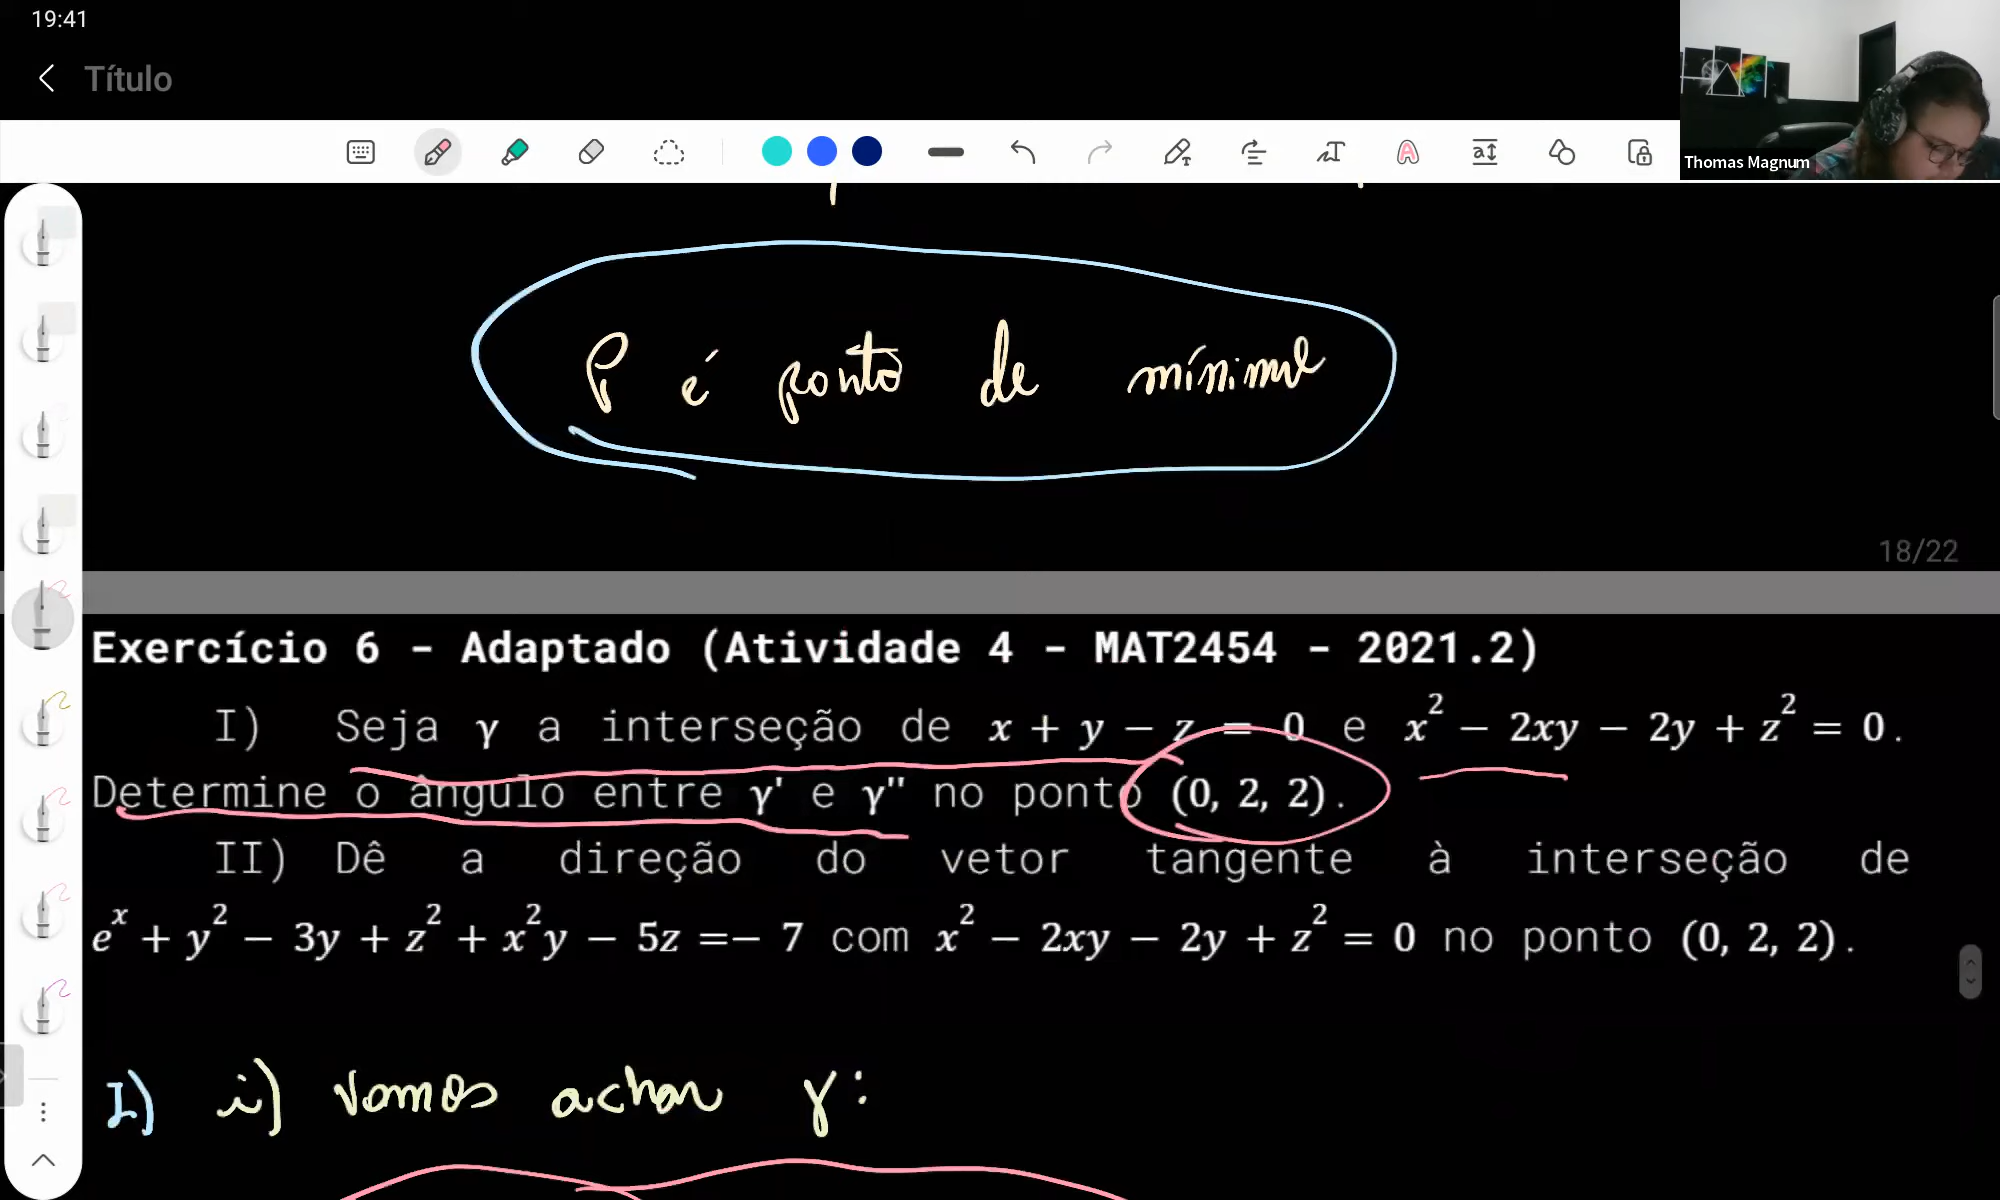 19:41
Título
Thomas Magnum
P é ponto de mínimo
18/22
Exercício 6 - Adaptado (Atividade 4 - MAT2454 - 2021.2)
I) Seja γ a interseção de x + y − z = 0 e x² − 2xy − 2y + z² = 0.
Determine o ângulo entre γ' e γ'' no ponto (0, 2, 2).
II) Dê a direção do vetor tangente à interseção de
eˣ + y² − 3y + z² + x²y − 5z =− 7 com x² − 2xy − 2y + z² = 0 no ponto (0, 2, 2).
I) i) vamos achar γ: